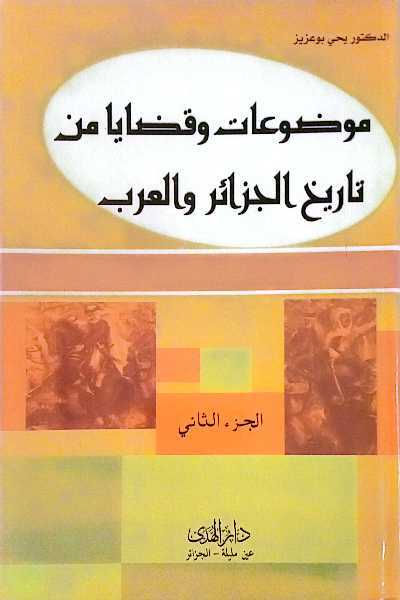 الدكتور يحي بوعزيز
موضوعات وقضايا من
تاريخ الجزائر والعرب
الجزء الثاني
دار الهدى
عين مليلة - الجزائر